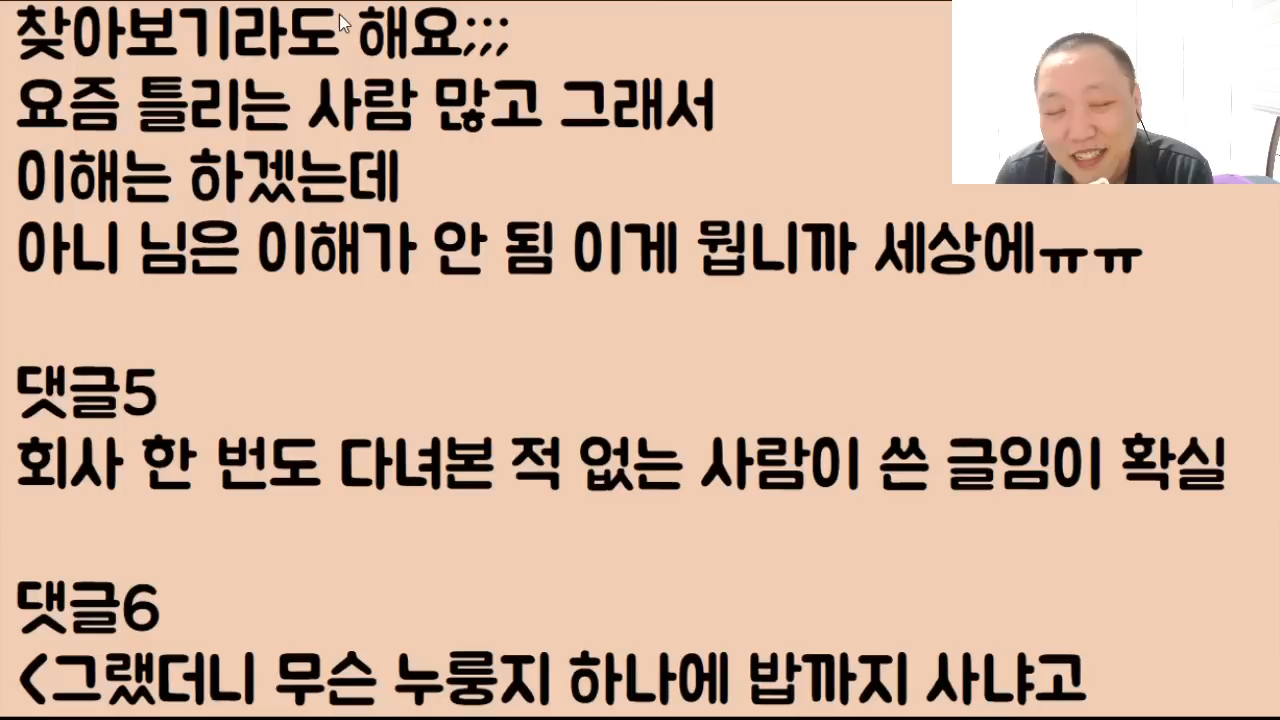 찾아보기라도 해요;;;
요즘 틀리는 사람 많고 그래서
이해는 하겠는데
아니 님은 이해가 안 됨 이게 뭡니까 세상에ㅠㅠ
댓글5
회사 한 번도 다녀본 적 없는 사람이 쓴 글임이 확실
댓글6
<그랬더니 무슨 누룽지 하나에 밥까지 사냐고